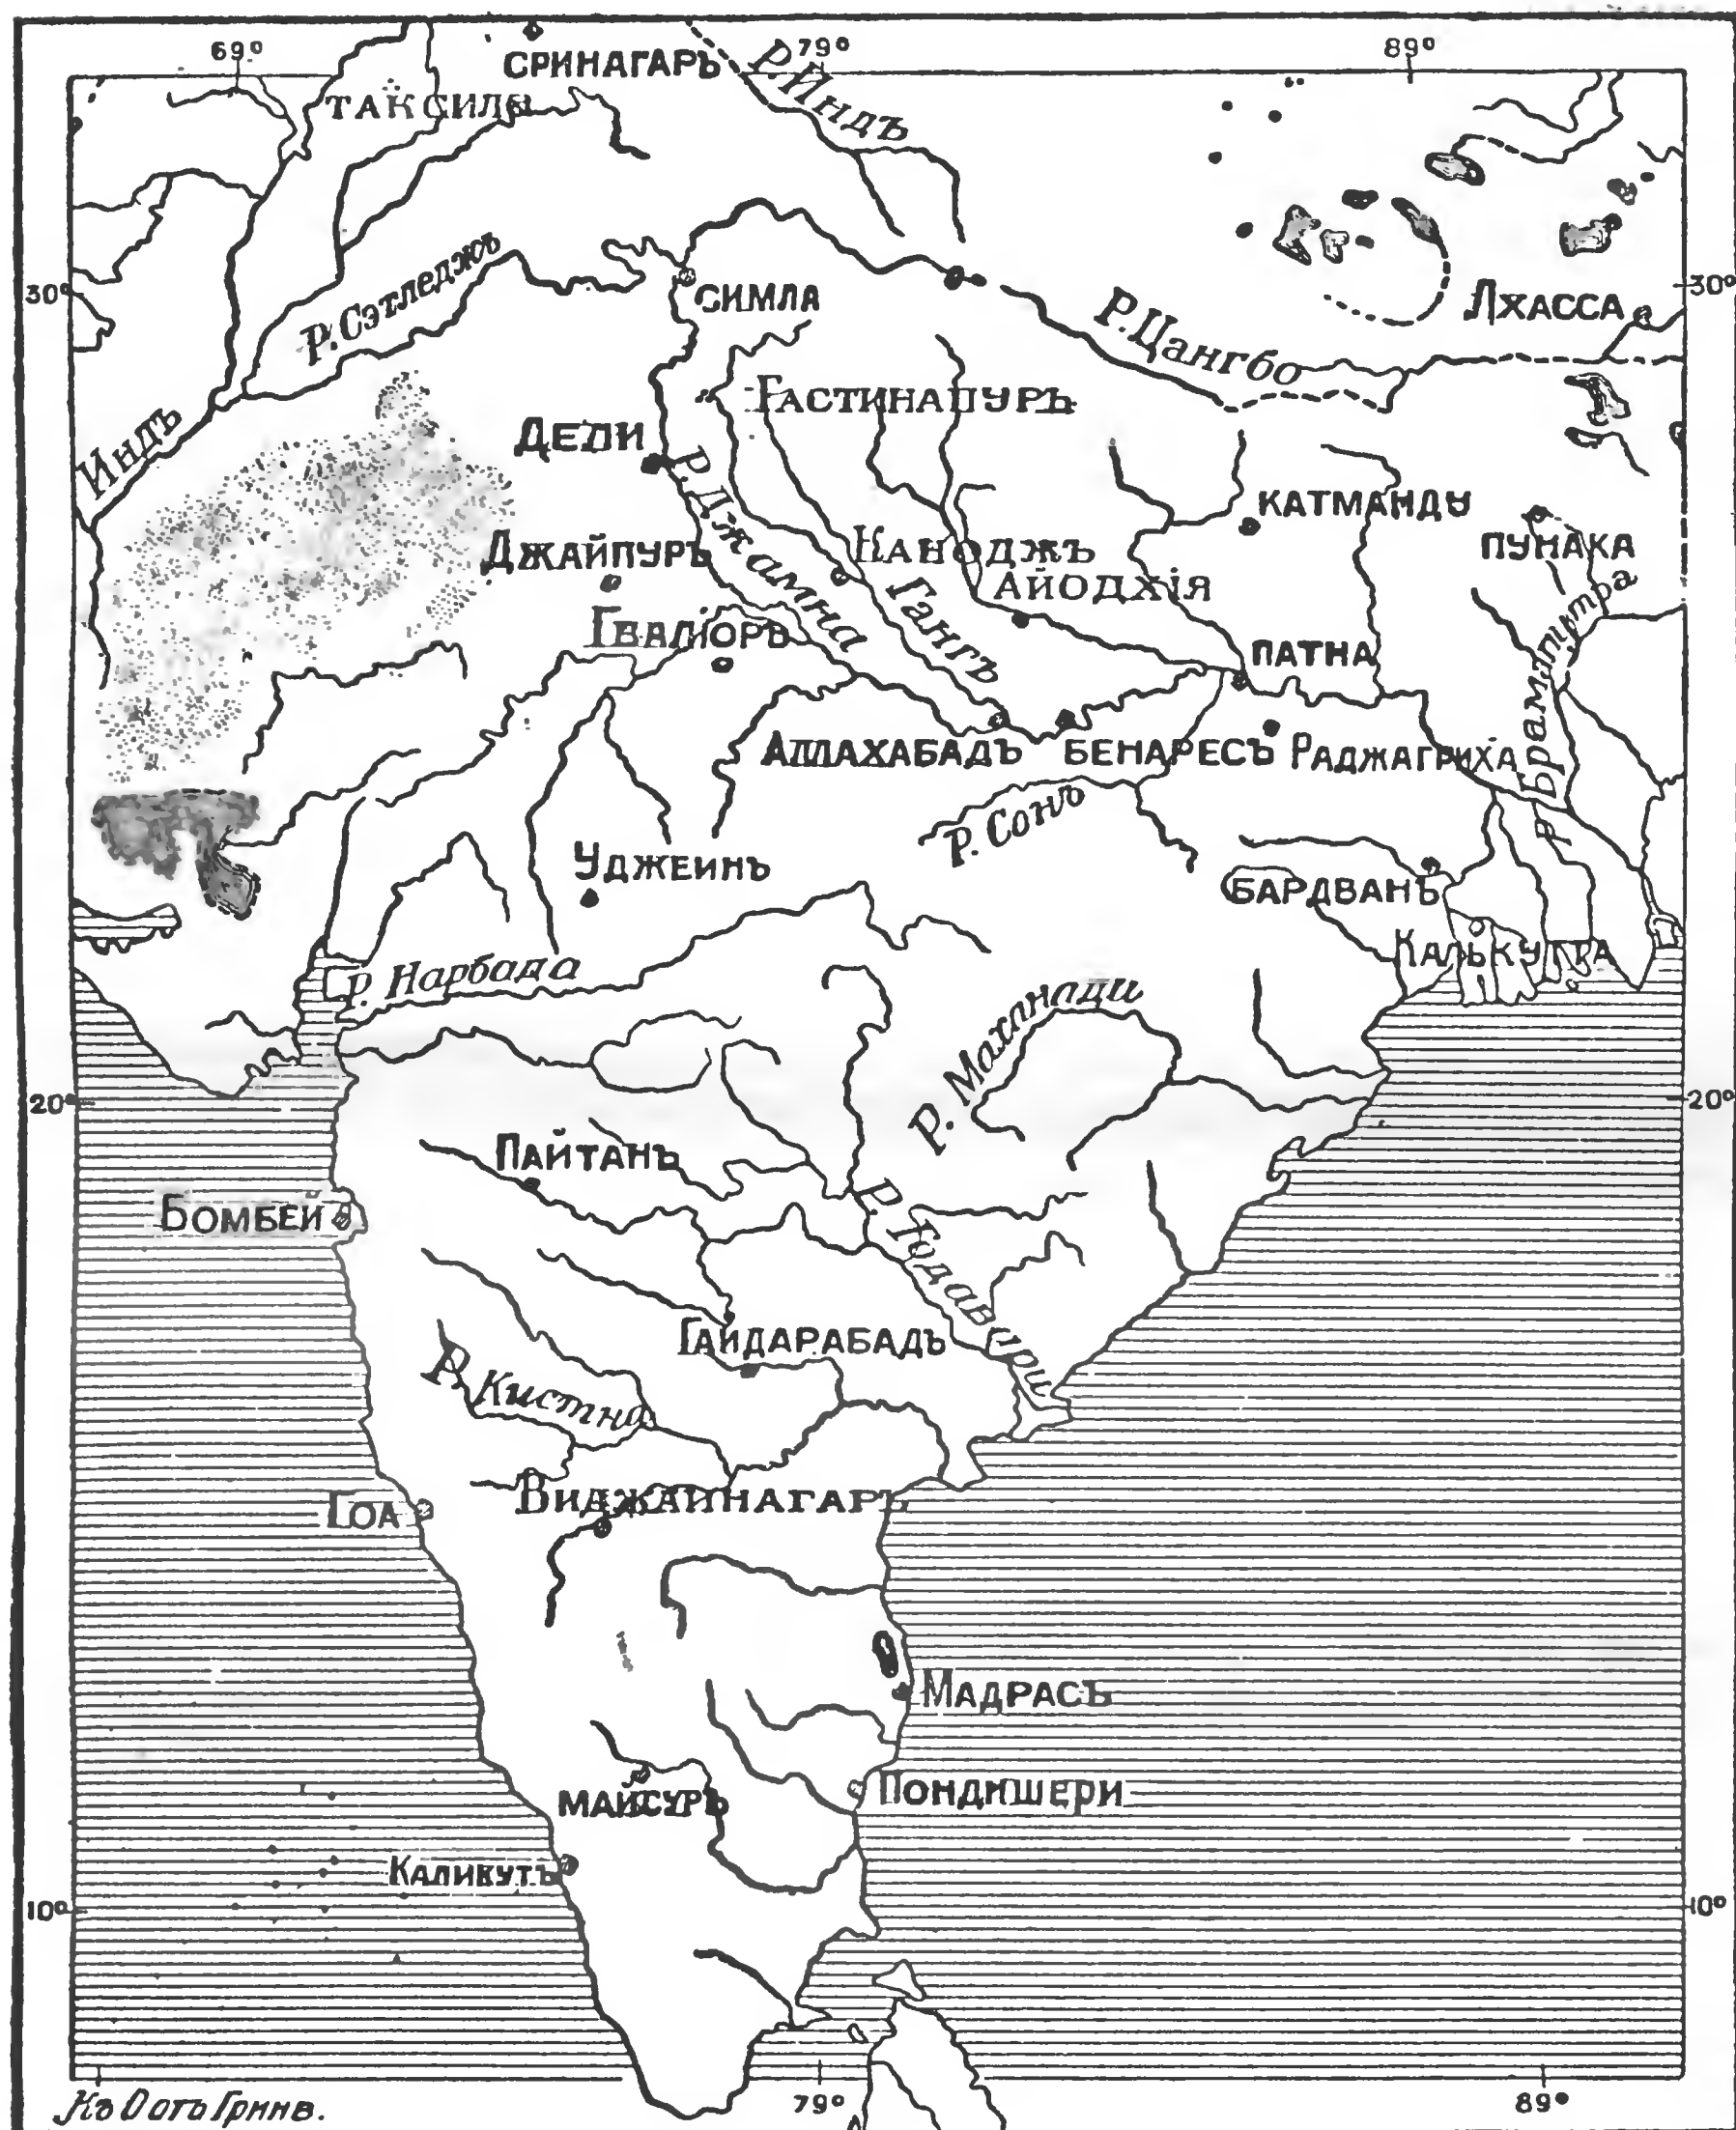 69°
79°
89°
СРИНАГАРЪ
Р. Индъ
ТАКСИЛЫ
30°
Р. Сэтледжъ
СИМЛА
ЛХАССА
30°
Р. Цангбо
ГАСТИНАПУРЪ
Индъ
ДЕЛИ
Р. Джамна
КАТМАНДУ
ПУНАКА
ДЖАЙПУРЪ
КАНОДЖЪ
АЙОДХІЯ
Гангъ
ГВАЛІОРЪ
ПАТНА
Р. Брамапутра
АЛЛАХАБАДЪ
БЕНАРЕСЪ
РАДЖАГРИХА
Р. Сонъ
УДЖЕИНЪ
БАРДВАНЪ
КАЛЬКУТТА
Р. Нарбада
Р. Маханади
20°
20°
ПАЙТАНЪ
БОМБЕЙ
Р. Годавери
ГАЙДАРАБАДЪ
Р. Кистна
ВИДЖАЙНАГАРЪ
ГОА
МАДРАСЪ
ПОНДИШЕРИ
МАЙСУРЪ
КАЛИКУТЪ
10°
10°
Къ О отъ Гринв.
79°
89°